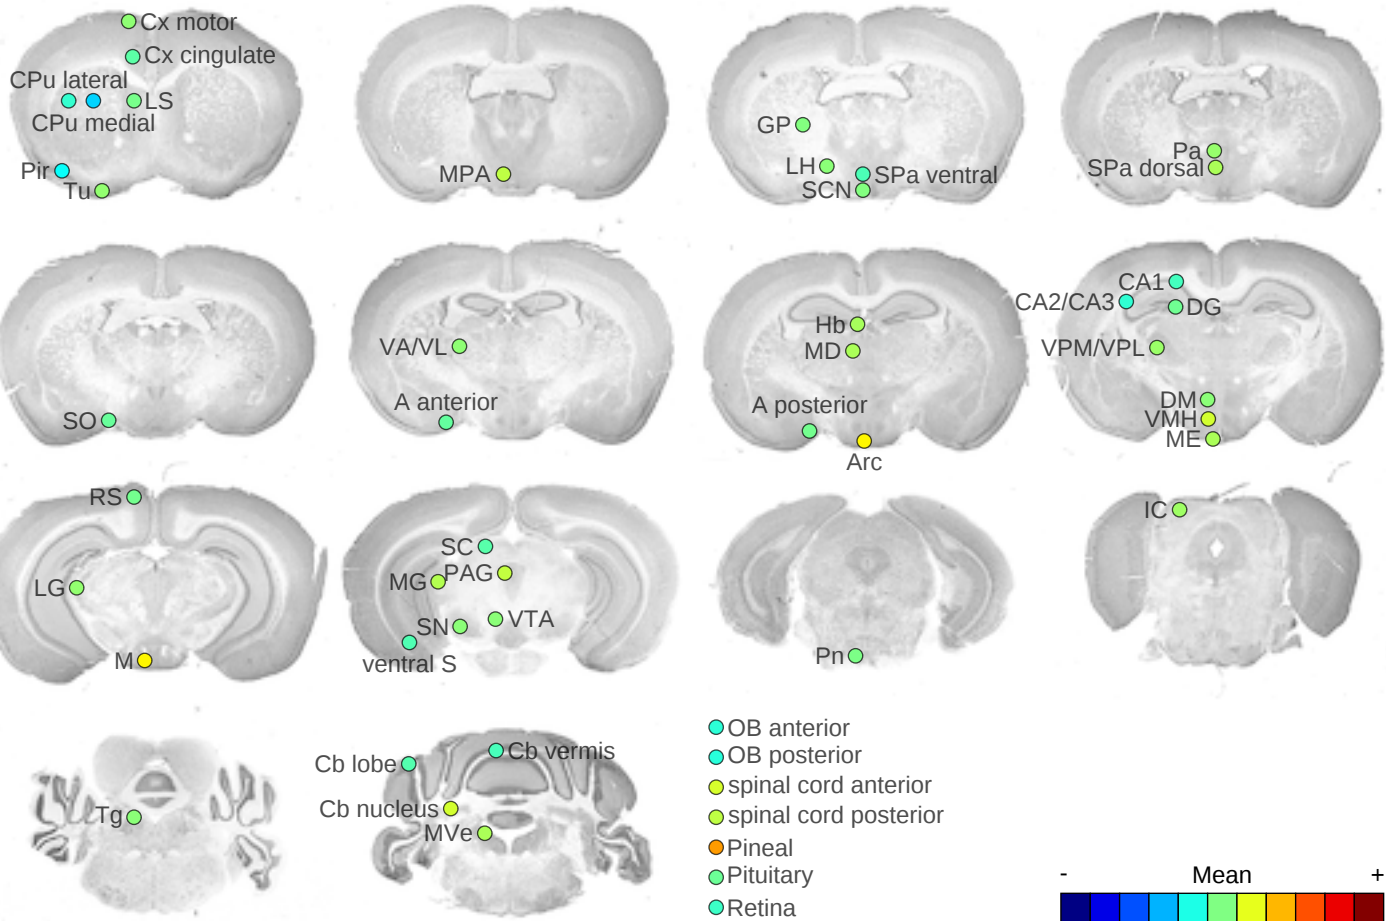 Cx motor
Cx cingulate
CPu lateral
LS
CPu medial
Pir
Tu
MPA
GP
LH
SPa ventral
SCN
Pa
SPa dorsal
SO
VA/VL
A anterior
Hb
MD
A posterior
Arc
CA1
CA2/CA3
DG
VPM/VPL
DM
VMH
ME
RS
LG
M
SC
MG
PAG
SN
VTA
ventral S
Pn
IC
Tg
Cb lobe
Cb vermis
Cb nucleus
MVe
OB anterior
OB posterior
spinal cord anterior
spinal cord posterior
Pineal
Pituitary
Retina
- Mean +